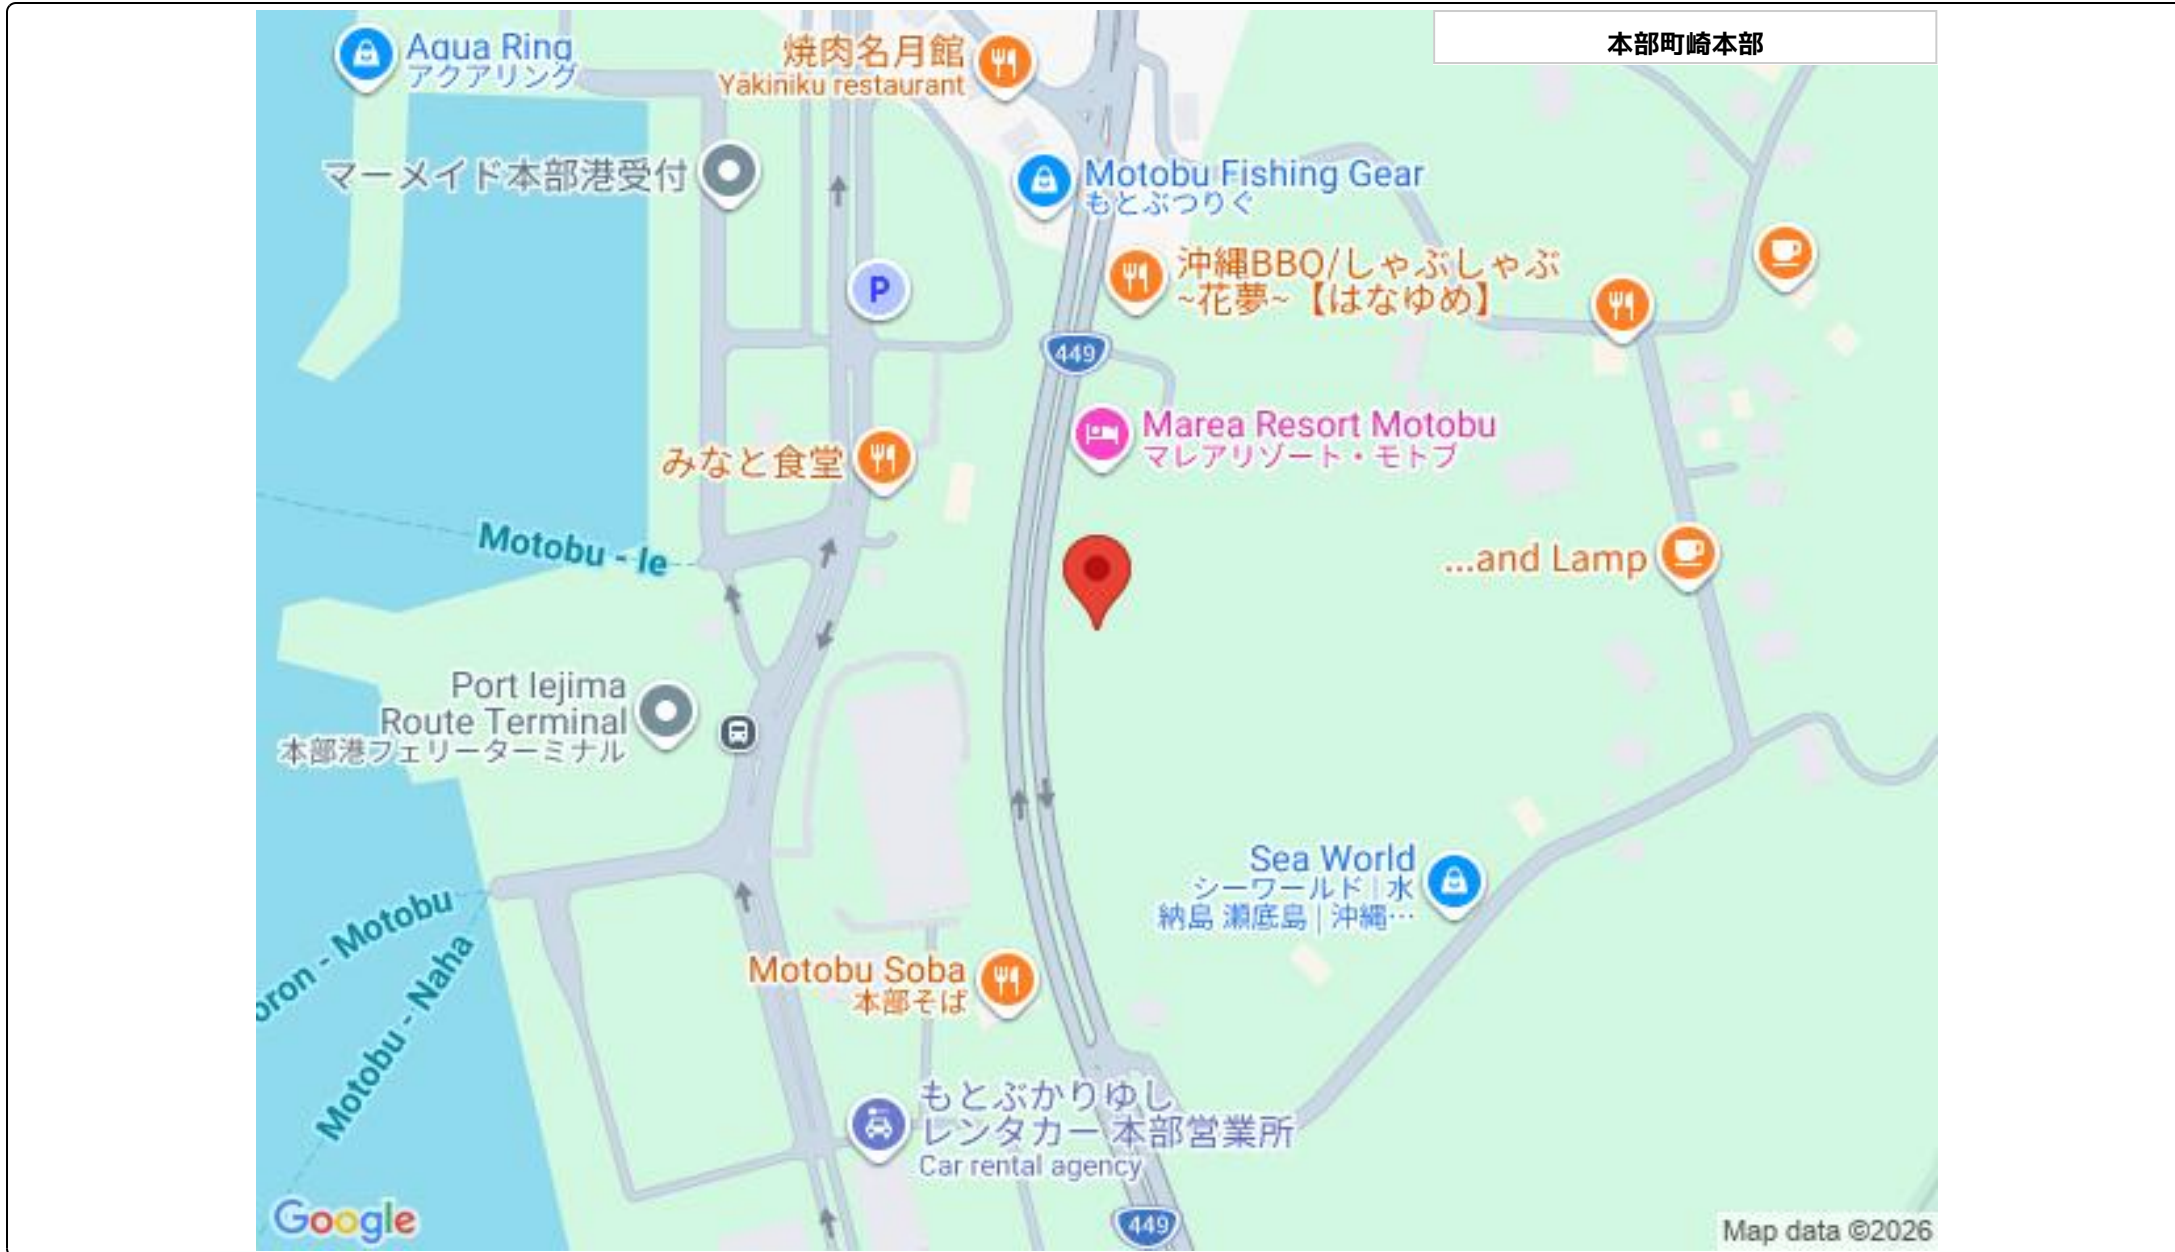 本部町崎本部
Aqua Ring
アクアリング
焼肉名月館
Yakiniku restaurant
マーメイド本部港受付
Motobu Fishing Gear
もとぶつりぐ
P
沖縄BBQ/しゃぶしゃぶ
~花夢~【はなゆめ】
449
Marea Resort Motobu
マレアリゾート・モトブ
みなと食堂
Motobu - Ie
...and Lamp
Port Iejima
Route Terminal
本部港フェリーターミナル
Sea World
シーワールド | 水
納島 瀬底島 | 沖縄…
oron - Motobu
Motobu - Naha
Motobu Soba
本部そば
もとぶかりゆし
レンタカー 本部営業所
Car rental agency
449
Google
Map data ©2026